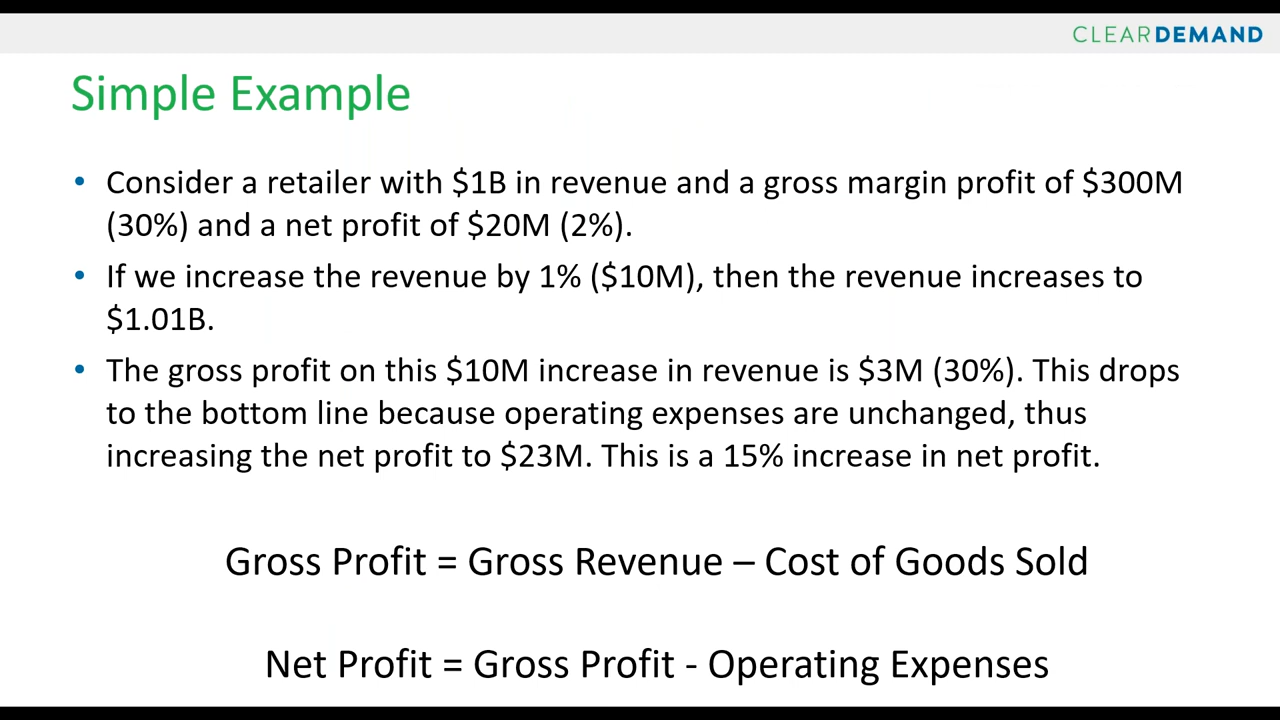 CLEARDEMAND
Simple Example
• Consider a retailer with $1B in revenue and a gross margin profit of $300M
(30%) and a net profit of $20M (2%).
• If we increase the revenue by 1% ($10M), then the revenue increases to
$1.01B.
• The gross profit on this $10M increase in revenue is $3M (30%). This drops
to the bottom line because operating expenses are unchanged, thus
increasing the net profit to $23M. This is a 15% increase in net profit.
Gross Profit = Gross Revenue – Cost of Goods Sold
Net Profit = Gross Profit - Operating Expenses